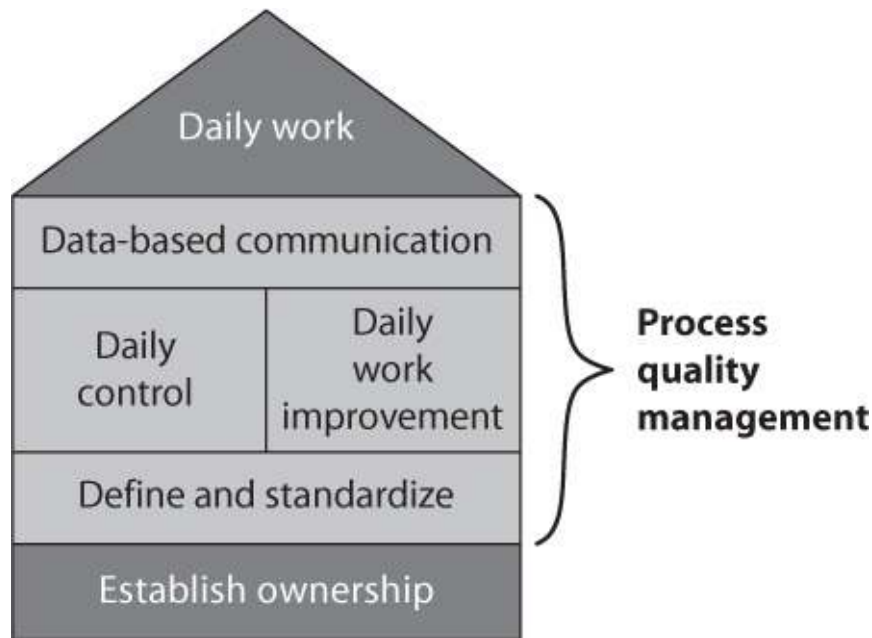 Daily work
Data-based communication
Daily
control
Daily
work
improvement
Define and standardize
Establish ownership
Process
quality
management